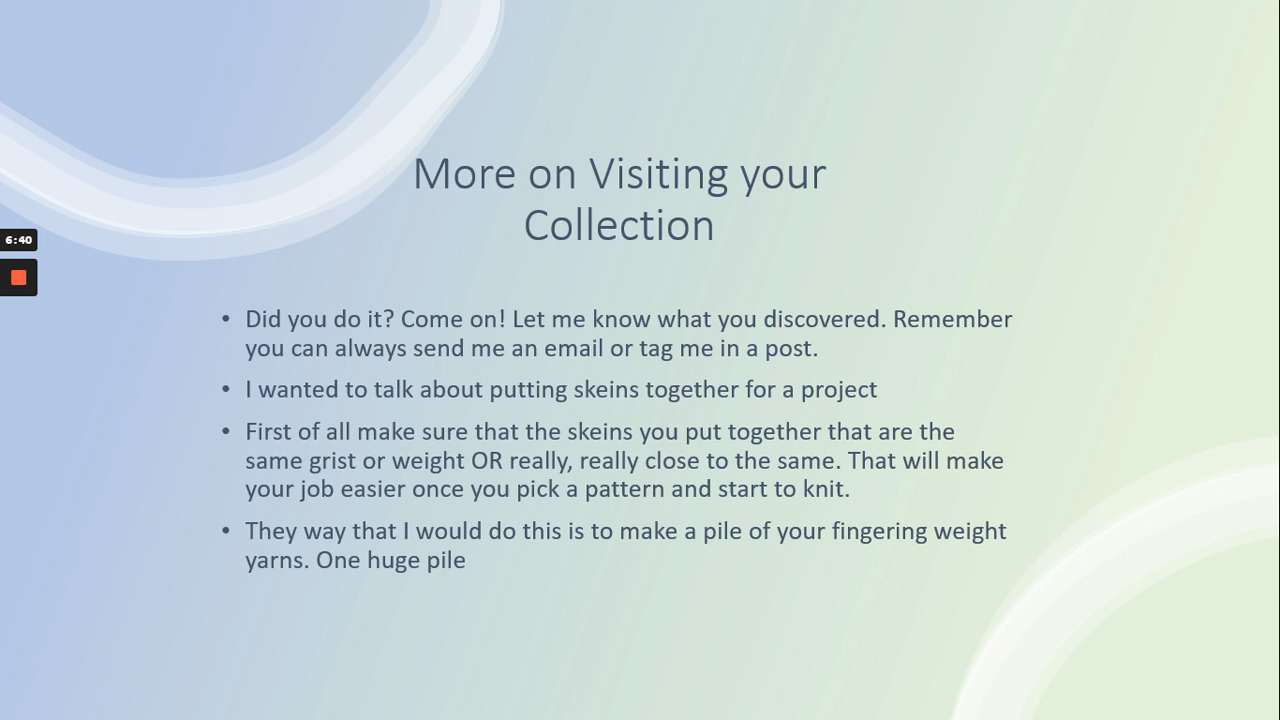 More on Visiting your
Collection
6:40
• Did you do it? Come on! Let me know what you discovered. Remember
you can always send me an email or tag me in a post.
• I wanted to talk about putting skeins together for a project
• First of all make sure that the skeins you put together that are the
same grist or weight OR really, really close to the same. That will make
your job easier once you pick a pattern and start to knit.
• They way that I would do this is to make a pile of your fingering weight
yarns. One huge pile